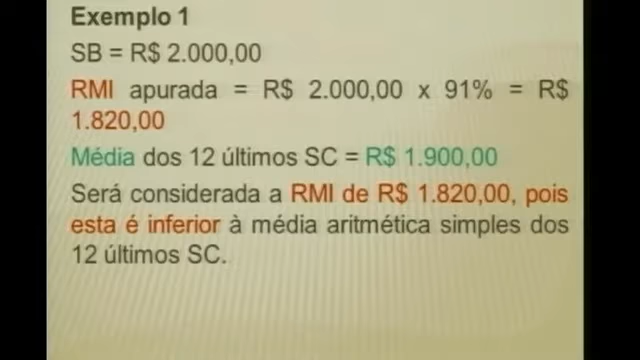 Exemplo 1
SB = R$ 2.000,00
RMI apurada = R$ 2.000,00 x 91% = R$
1.820,00
Média dos 12 últimos SC = R$ 1.900,00
Será considerada a RMI de R$ 1.820,00, pois
esta é inferior à média aritmética simples dos
12 últimos SC.